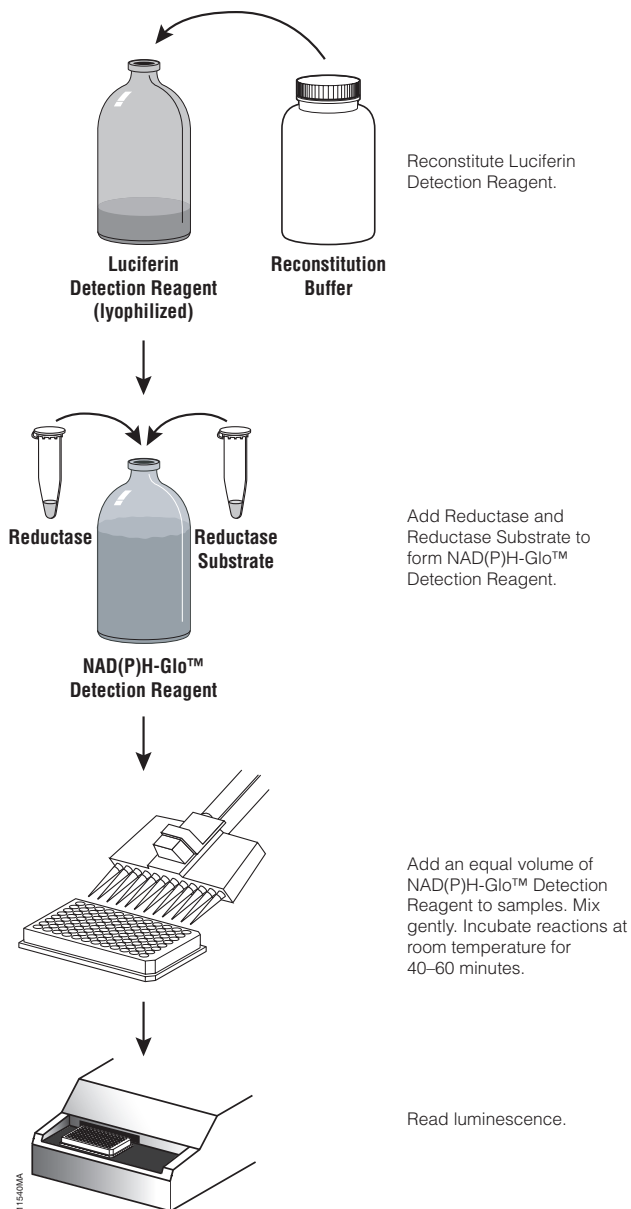 Reconstitute Luciferin
Detection Reagent.
Luciferin
Detection Reagent
(lyophilized)
Reconstitution
Buffer
Reductase
Reductase
Substrate
Add Reductase and
Reductase Substrate to
form NAD(P)H-Glo™
Detection Reagent.
NAD(P)H-Glo™
Detection Reagent
Add an equal volume of
NAD(P)H-Glo™ Detection
Reagent to samples. Mix
gently. Incubate reactions at
room temperature for
40–60 minutes.
Read luminescence.
11540MA